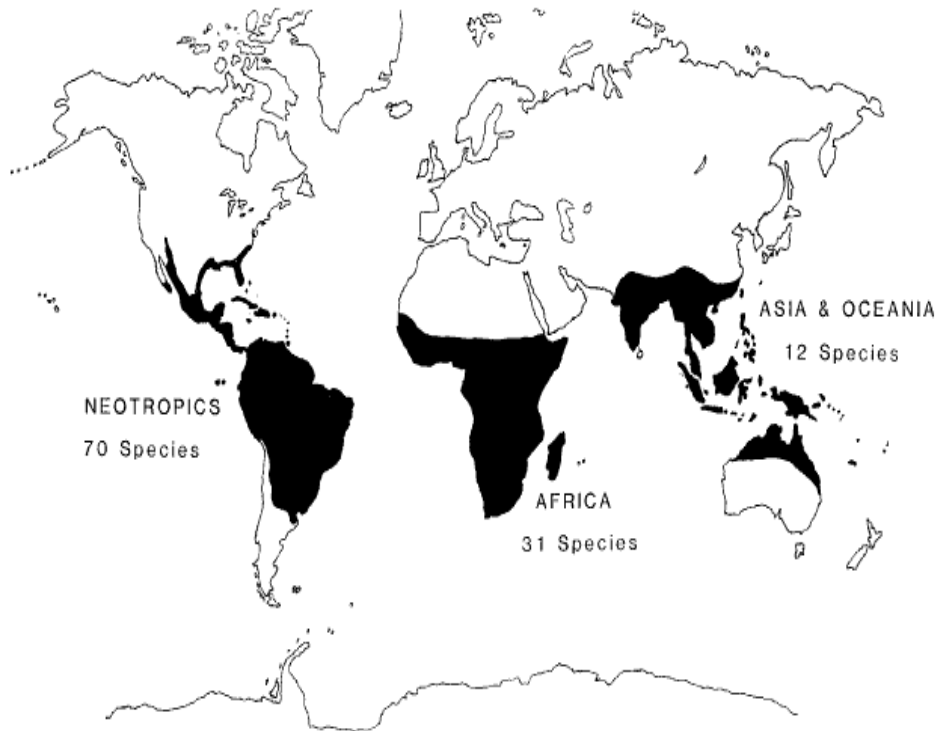 ASIA & OCEANIA
12 Species
NEOTROPICS
70 Species
AFRICA
31 Species